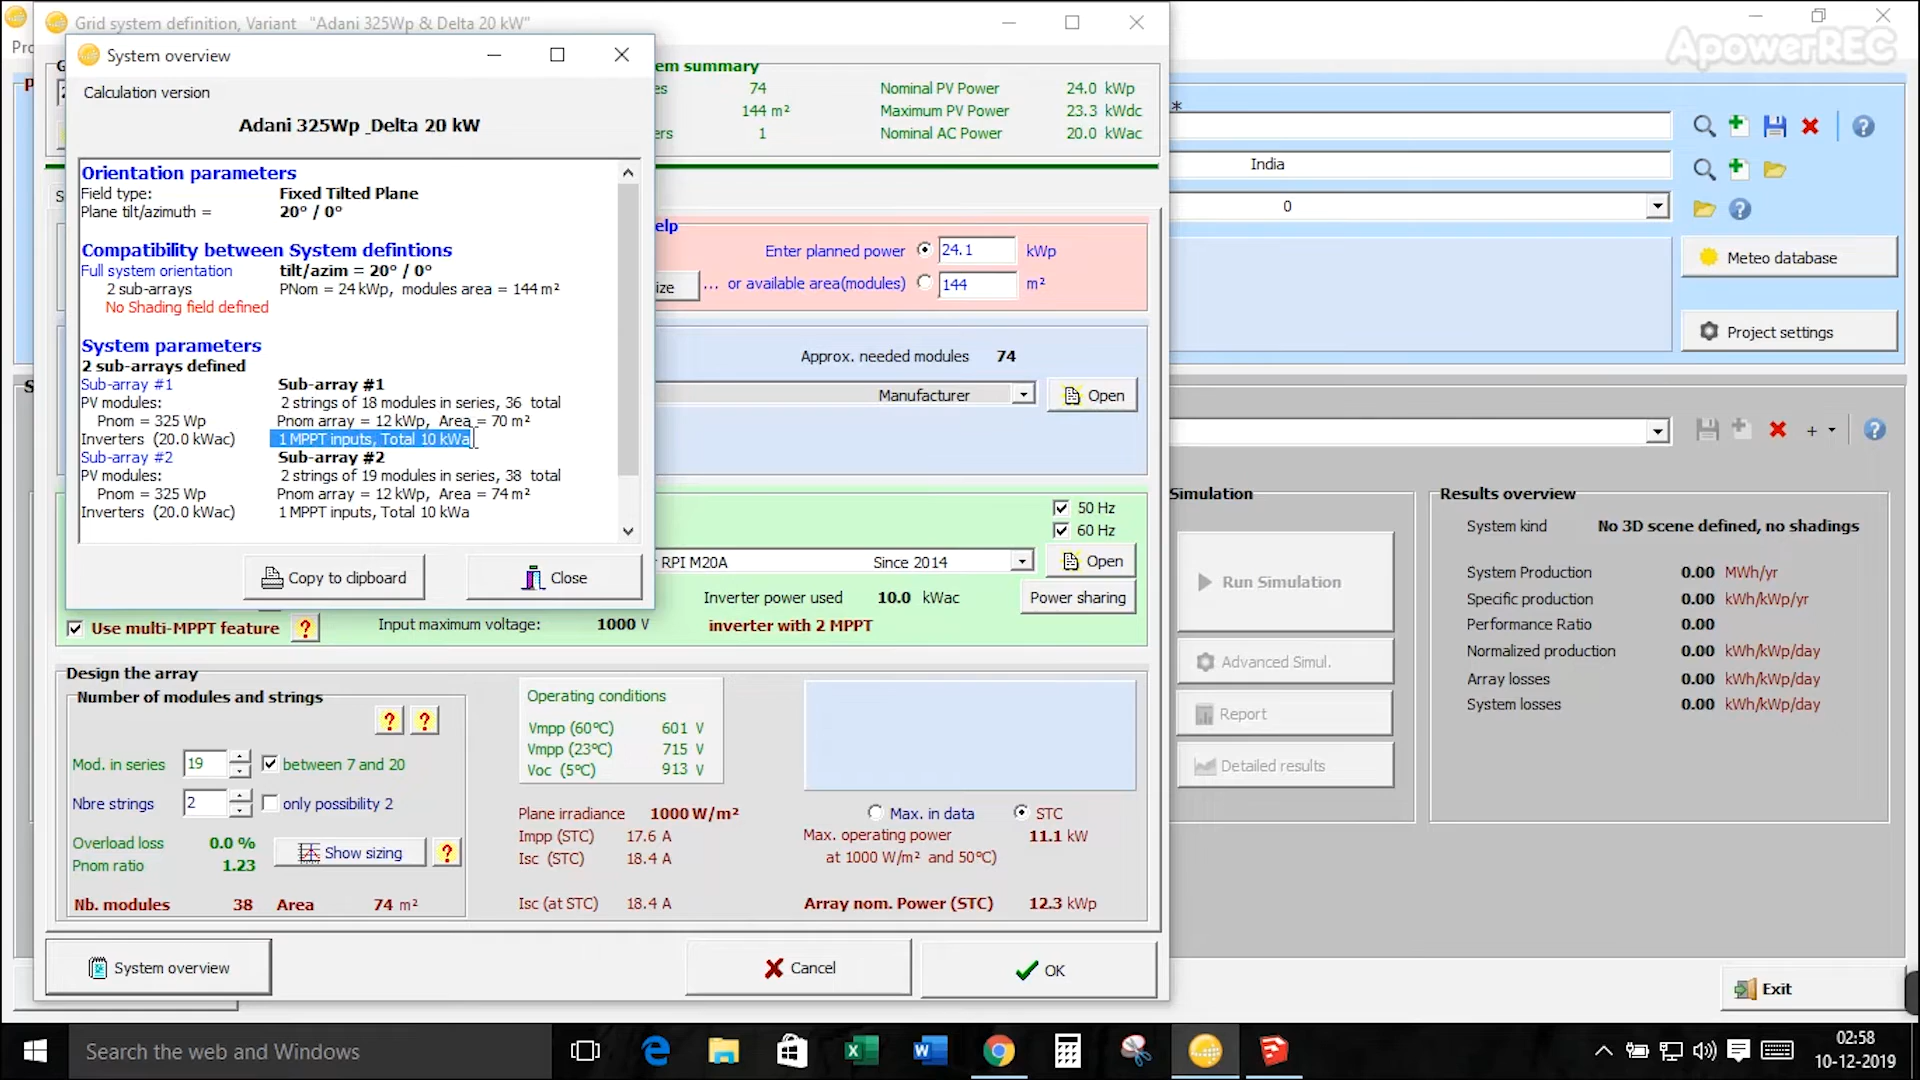 Grid system definition, Variant "Adani 325Wp & Delta 20 kW"
ApowerREC
System overview
Calculation version
Adani 325Wp _Delta 20 kW
Orientation parameters
Field type: Fixed Tilted Plane
Plane tilt/azimuth = 20° / 0°
Compatibility between System defintions
Full system orientation tilt/azim = 20° / 0°
2 sub-arrays PNom = 24 kWp, modules area = 144 m²
No Shading field defined
System parameters
2 sub-arrays defined
Sub-array #1 Sub-array #1
PV modules: 2 strings of 18 modules in series, 36 total
Pnom = 325 Wp Pnom array = 12 kWp, Area = 70 m²
Inverters (20.0 kWac) 1 MPPT inputs, Total 10 kWa
Sub-array #2 Sub-array #2
PV modules: 2 strings of 19 modules in series, 38 total
Pnom = 325 Wp Pnom array = 12 kWp, Area = 74 m²
Inverters (20.0 kWac) 1 MPPT inputs, Total 10 kWa
Copy to clipboard
Close
em summary
es 74 Nominal PV Power 24.0 kWp
144 m² Maximum PV Power 23.3 kWdc
ers 1 Nominal AC Power 20.0 kWac
elp
Enter planned power 24.1 kWp
ize ... or available area(modules) 144 m²
Approx. needed modules 74
Manufacturer Open
50 Hz
60 Hz
RPI M20A Since 2014 Open
Inverter power used 10.0 kWac Power sharing
Use multi-MPPT feature ? Input maximum voltage: 1000 V inverter with 2 MPPT
Design the array
Number of modules and strings
? ?
Mod. in series 19 between 7 and 20
Nbre strings 2 only possibility 2
Overload loss 0.0 %
Pnom ratio 1.23
Show sizing ?
Nb. modules 38 Area 74 m²
Operating conditions
Vmpp (60°C) 601 V
Vmpp (23°C) 715 V
Voc (5°C) 913 V
Plane irradiance 1000 W/m²
Impp (STC) 17.6 A
Isc (STC) 18.4 A
Isc (at STC) 18.4 A
Max. in data STC
Max. operating power 11.1 kW
at 1000 W/m² and 50°C)
Array nom. Power (STC) 12.3 kWp
System overview
Cancel
OK
*
India
0
?
?
Meteo database
Project settings
+
?
Simulation
Run Simulation
Advanced Simul.
Report
Detailed results
Results overview
System kind No 3D scene defined, no shadings
System Production 0.00 MWh/yr
Specific production 0.00 kWh/kWp/yr
Performance Ratio 0.00
Normalized production 0.00 kWh/kWp/day
Array losses 0.00 kWh/kWp/day
System losses 0.00 kWh/kWp/day
Exit
Search the web and Windows
02:58
10-12-2019